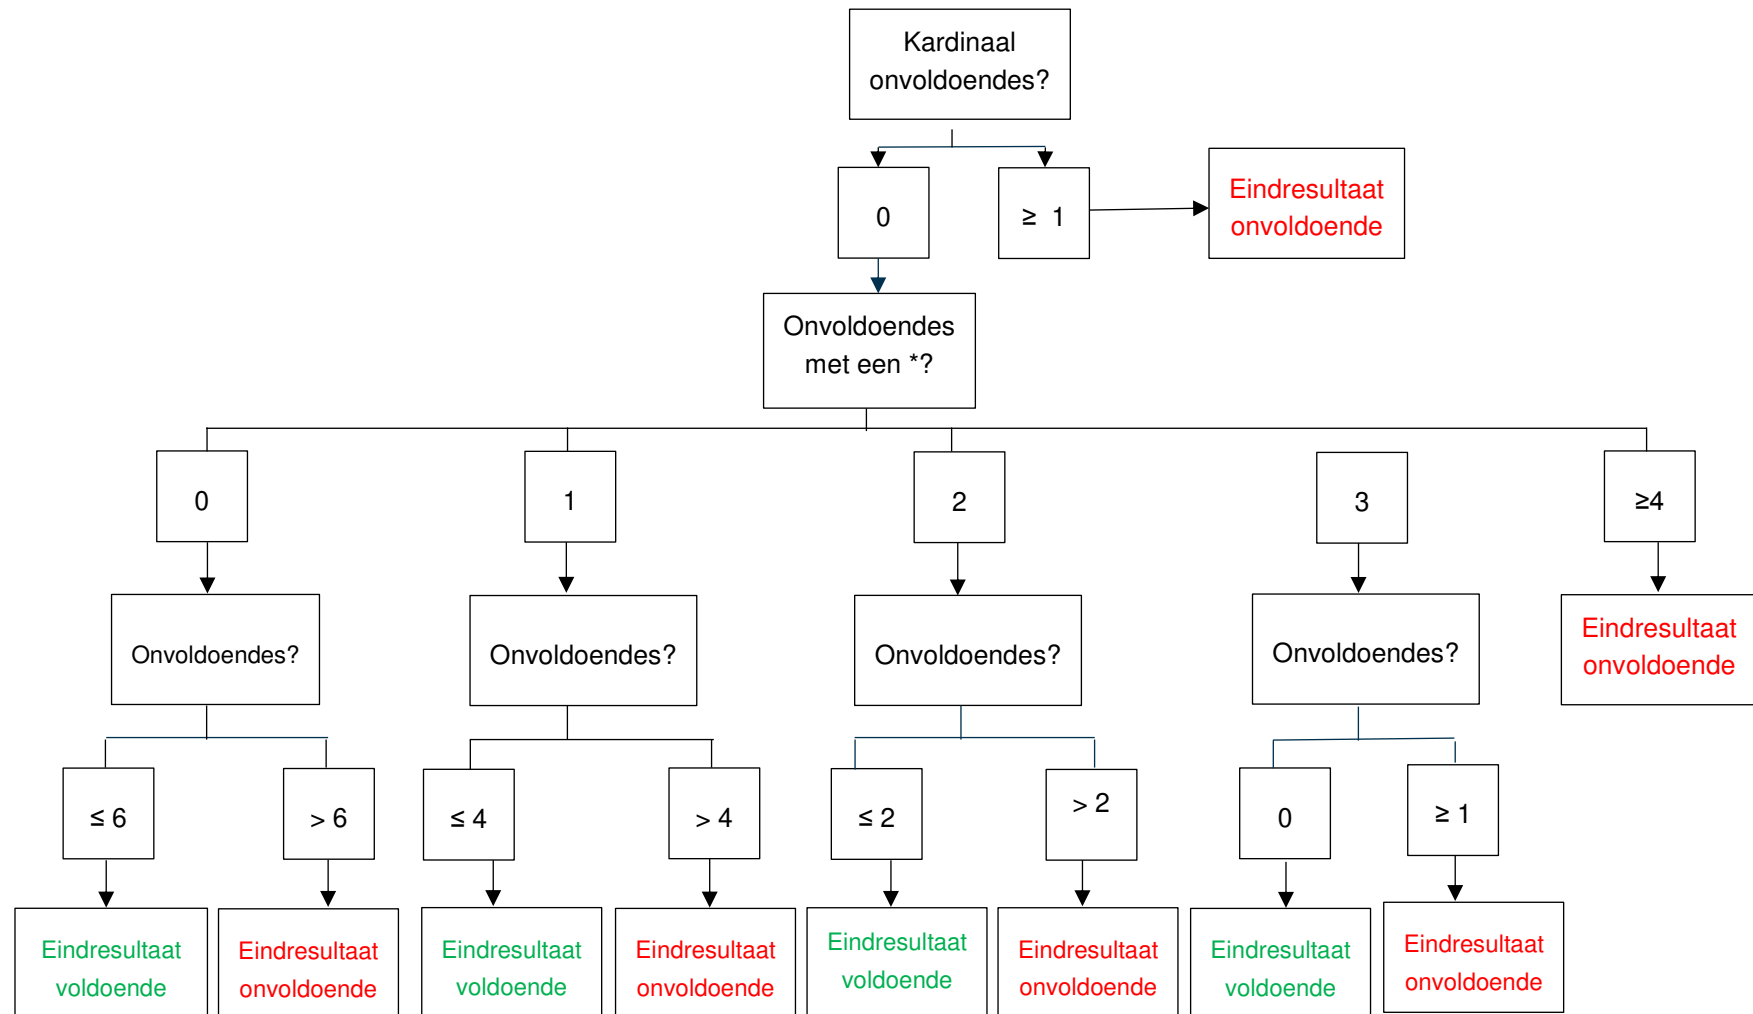 Kardinaal
onvoldoendes?
0
≥ 1
Eindresultaat
onvoldoende
Onvoldoendes
met een *?
0
1
2
3
≥4
Onvoldoendes?
Onvoldoendes?
Onvoldoendes?
Onvoldoendes?
Eindresultaat
onvoldoende
≤ 6
> 6
≤ 4
> 4
≤ 2
> 2
0
≥ 1
Eindresultaat
voldoende
Eindresultaat
onvoldoende
Eindresultaat
voldoende
Eindresultaat
onvoldoende
Eindresultaat
voldoende
Eindresultaat
onvoldoende
Eindresultaat
voldoende
Eindresultaat
onvoldoende